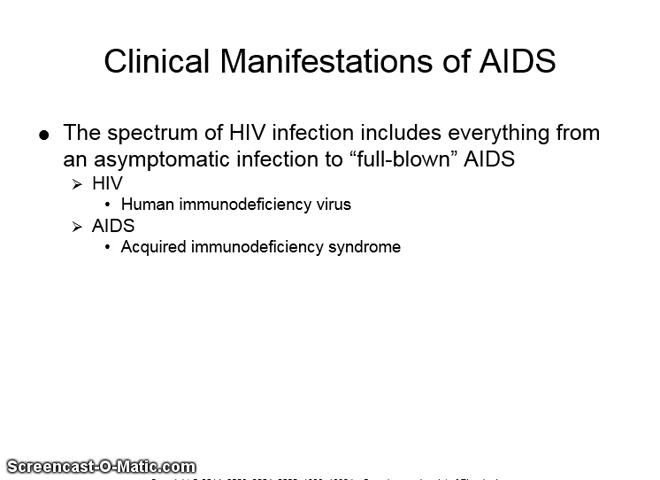 Clinical Manifestations of AIDS
● The spectrum of HIV infection includes everything from
an asymptomatic infection to “full-blown” AIDS
➢ HIV
• Human immunodeficiency virus
➢ AIDS
• Acquired immunodeficiency syndrome
Screencast-O-Matic.com